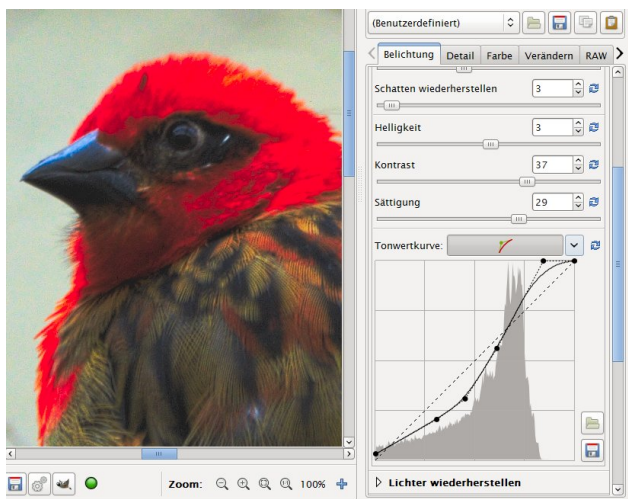 (Benutzerdefiniert)
Belichtung Detail Farbe Verändern RAW
Schatten wiederherstellen 3
Helligkeit 3
Kontrast 37
Sättigung 29
Tonwertkurve:
Lichter wiederherstellen
Zoom: 100%